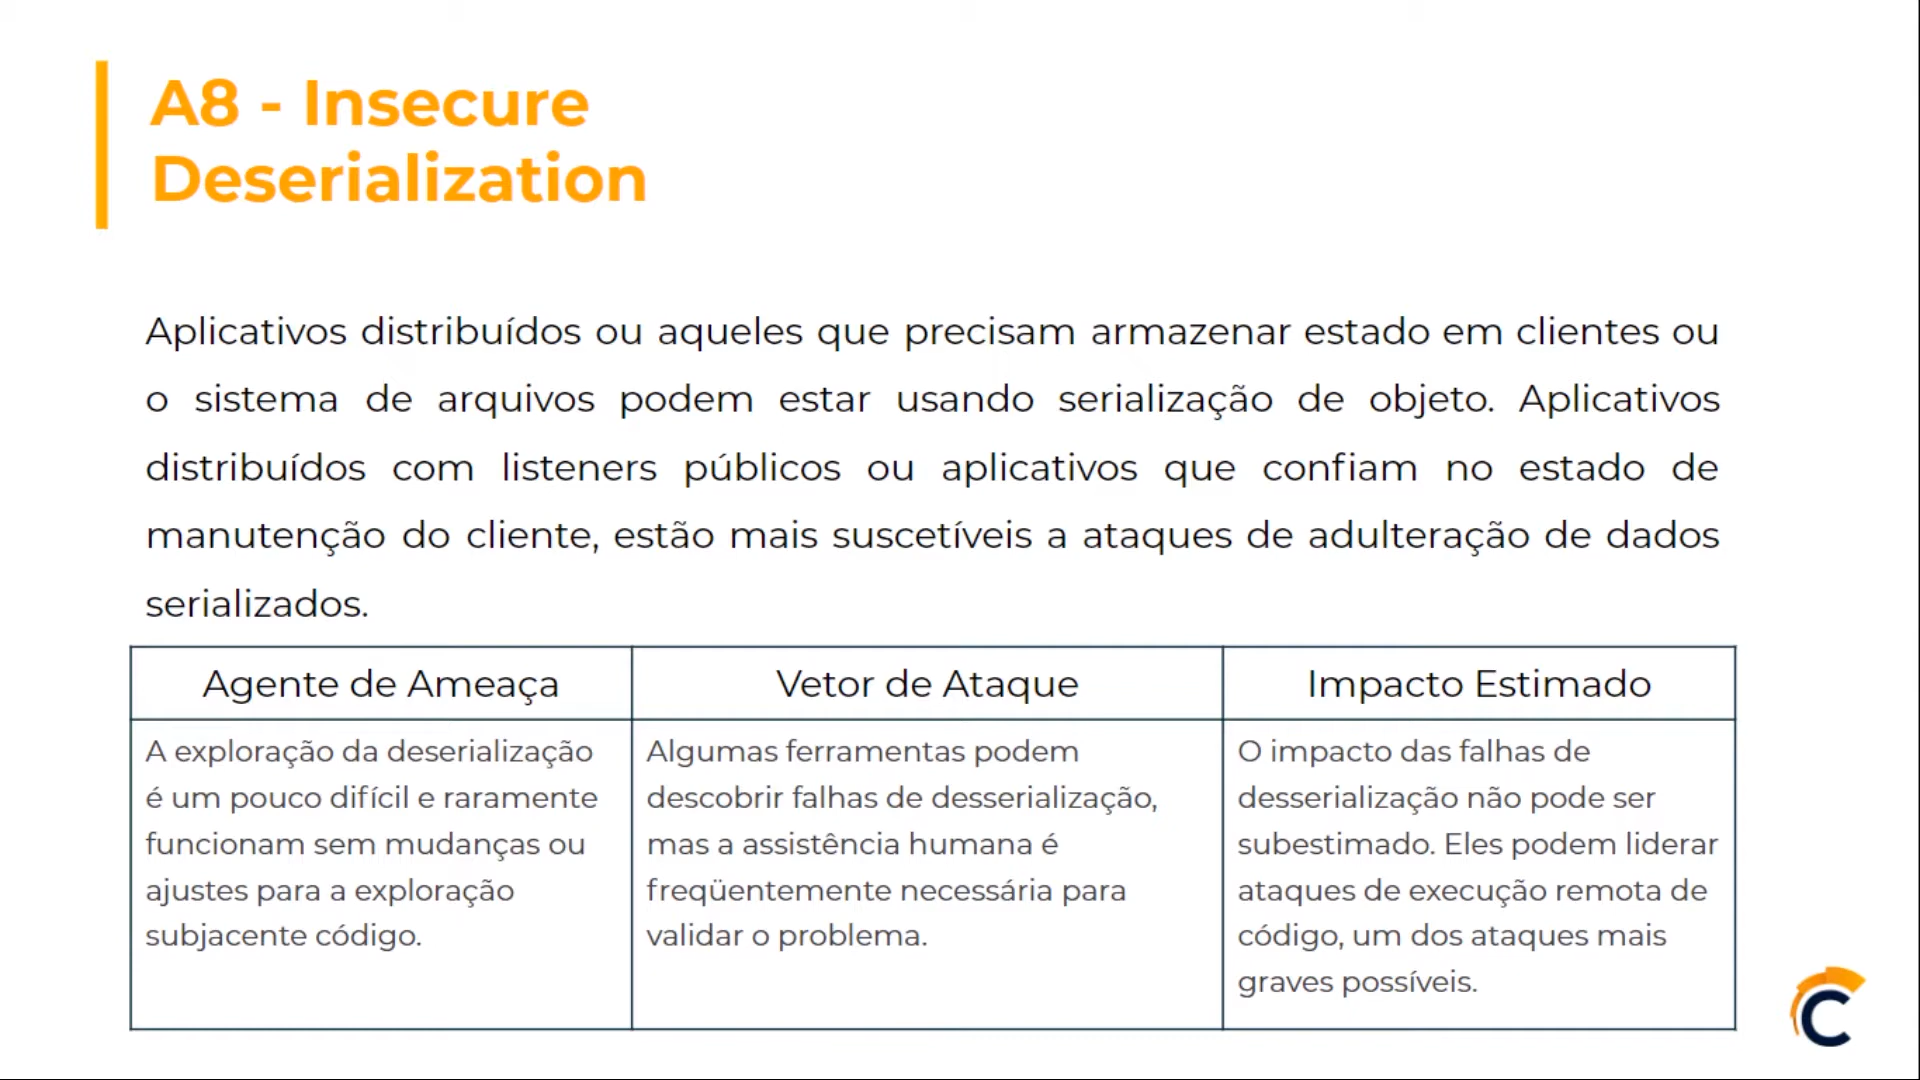 A8 - Insecure
Deserialization
Aplicativos distribuídos ou aqueles que precisam armazenar estado em clientes ou
o sistema de arquivos podem estar usando serialização de objeto. Aplicativos
distribuídos com listeners públicos ou aplicativos que confiam no estado de
manutenção do cliente, estão mais suscetíveis a ataques de adulteração de dados
serializados.
Agente de Ameaça
Vetor de Ataque
Impacto Estimado
A exploração da deserialização
é um pouco difícil e raramente
funcionam sem mudanças ou
ajustes para a exploração
subjacente código.
Algumas ferramentas podem
descobrir falhas de desserialização,
mas a assistência humana é
freqüentemente necessária para
validar o problema.
O impacto das falhas de
desserialização não pode ser
subestimado. Eles podem liderar
ataques de execução remota de
código, um dos ataques mais
graves possíveis.